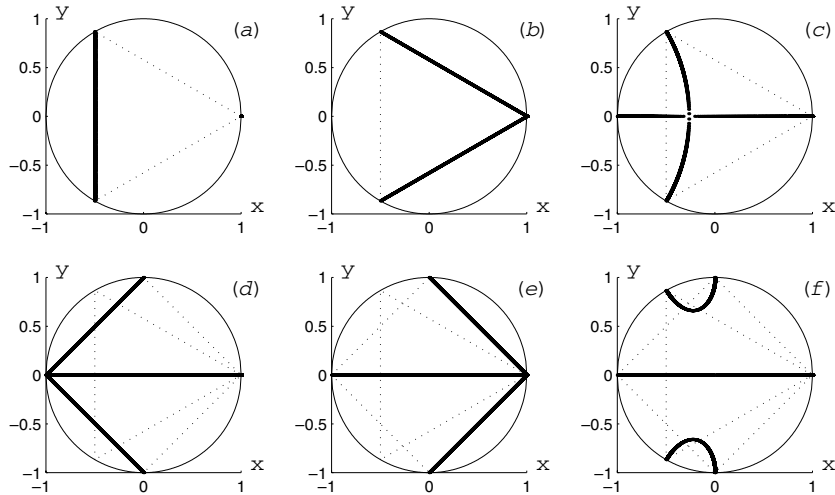 y y y
1 (a) 1 (b) 1 (c)
0.5 0.5 0.5
0 0 0
−0.5 −0.5 −0.5
−1 x −1 x −1 x
−1 0 1 −1 0 1 −1 0 1
y y y
1 (d) 1 (e) 1 (f)
0.5 0.5 0.5
0 0 0
−0.5 −0.5 −0.5
−1 x −1 x −1 x
−1 0 1 −1 0 1 −1 0 1